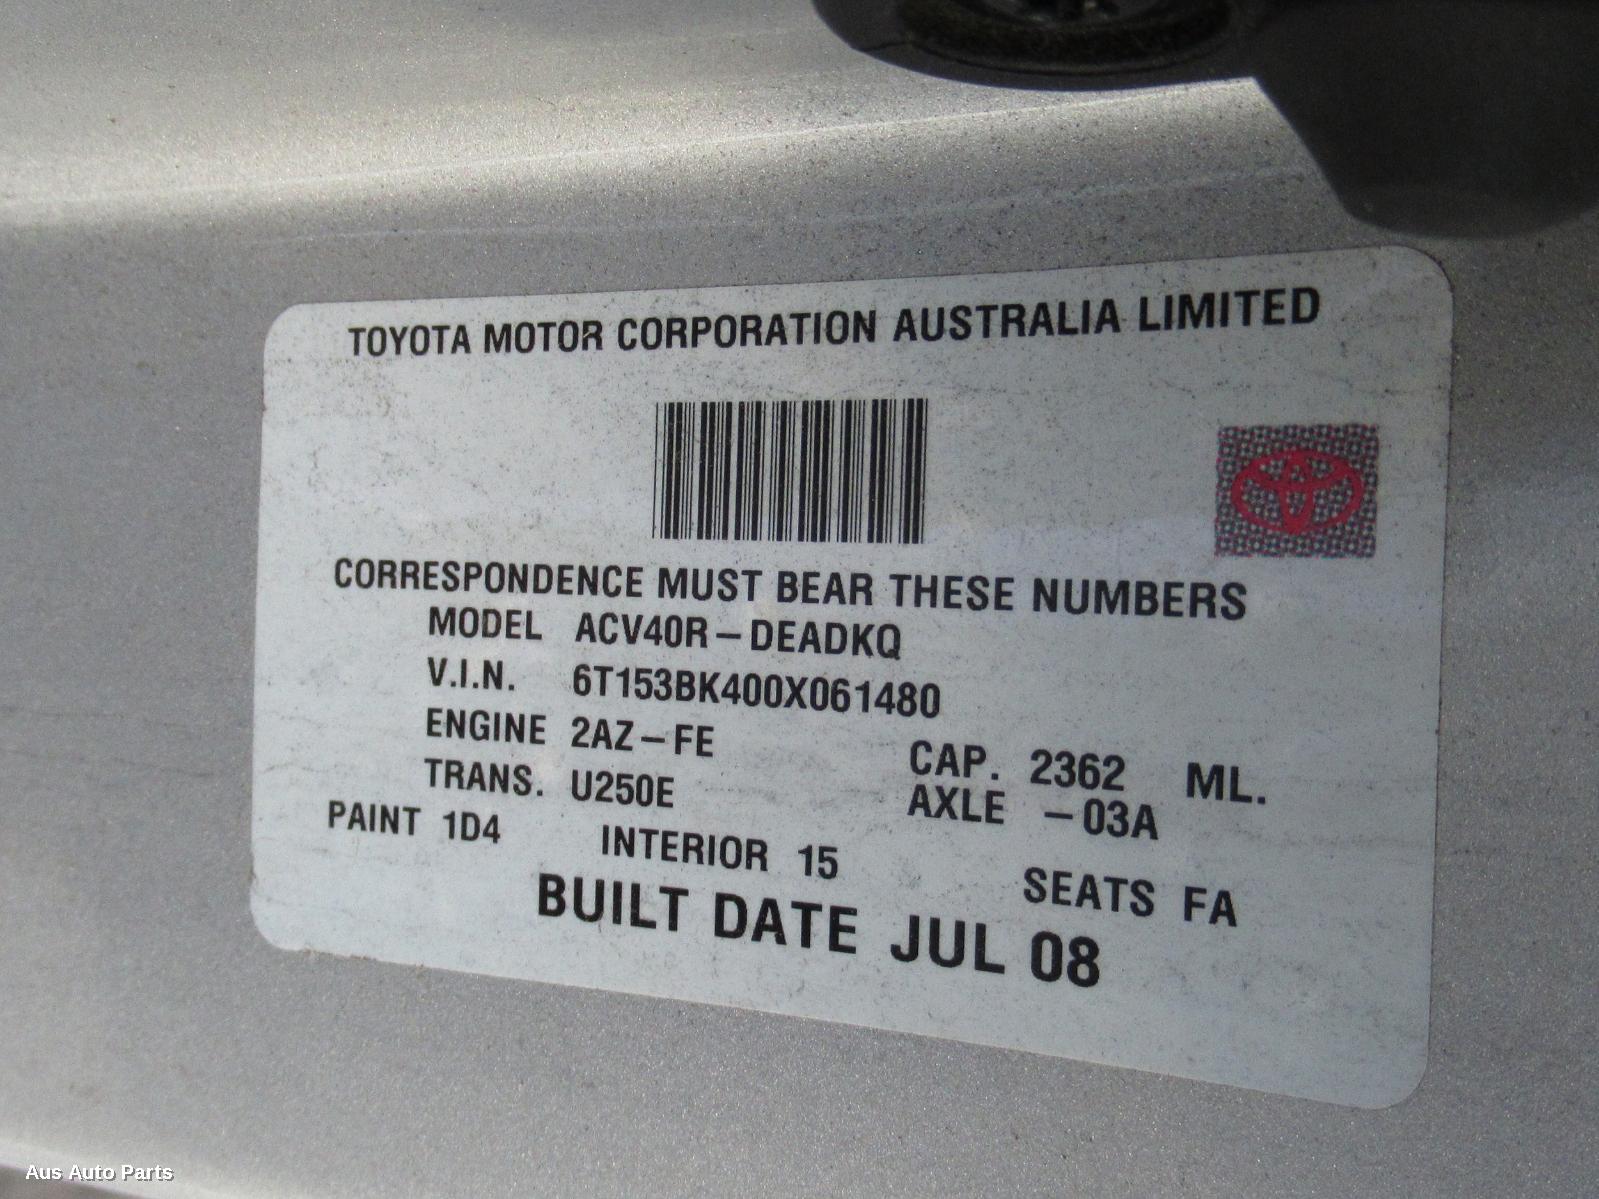 TOYOTA MOTOR CORPORATION AUSTRALIA LIMITED
CORRESPONDENCE MUST BEAR THESE NUMBERS
MODEL ACV40R-DEADKQ
V.I.N. 6T153BK400X061480
ENGINE 2AZ-FE CAP. 2362 ML.
TRANS. U250E AXLE -03A
PAINT 1D4 INTERIOR 15 SEATS FA
BUILT DATE JUL 08
Aus Auto Parts